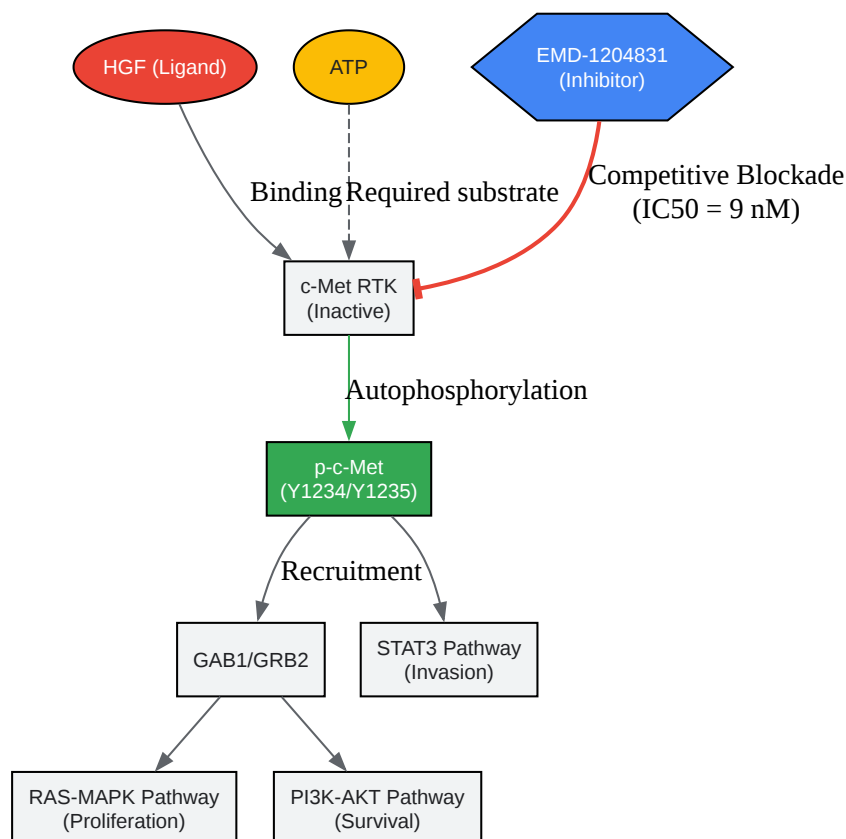 HGF (Ligand)
ATP
EMD-1204831
(Inhibitor)
Binding
Required substrate
Competitive Blockade
(IC50 = 9 nM)
c-Met RTK
(Inactive)
Autophosphorylation
p-c-Met
(Y1234/Y1235)
Recruitment
GAB1/GRB2
STAT3 Pathway
(Invasion)
RAS-MAPK Pathway
(Proliferation)
PI3K-AKT Pathway
(Survival)